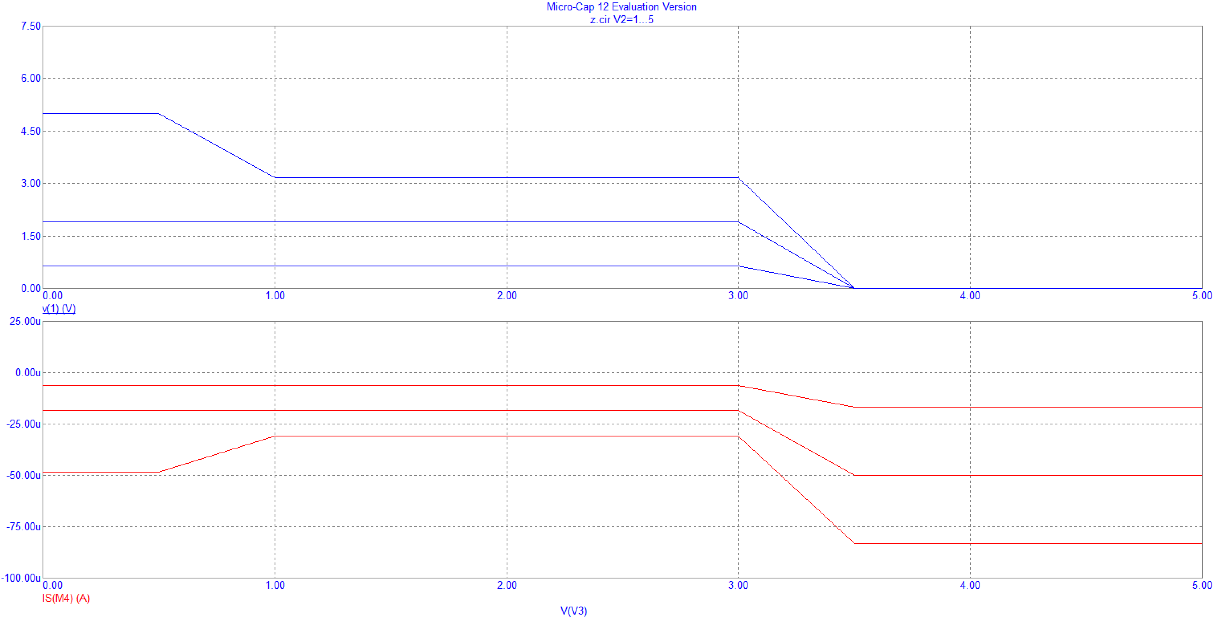 Micro-Cap 12 Evaluation Version
z.cir V2=1...5
7.50
6.00
4.50
3.00
1.50
0.00
0.00 1.00 2.00 3.00 4.00 5.00
v(1) (V)
25.00u
0.00u
-25.00u
-50.00u
-75.00u
-100.00u
0.00 1.00 2.00 3.00 4.00 5.00
IS(M4) (A)
V(V3)